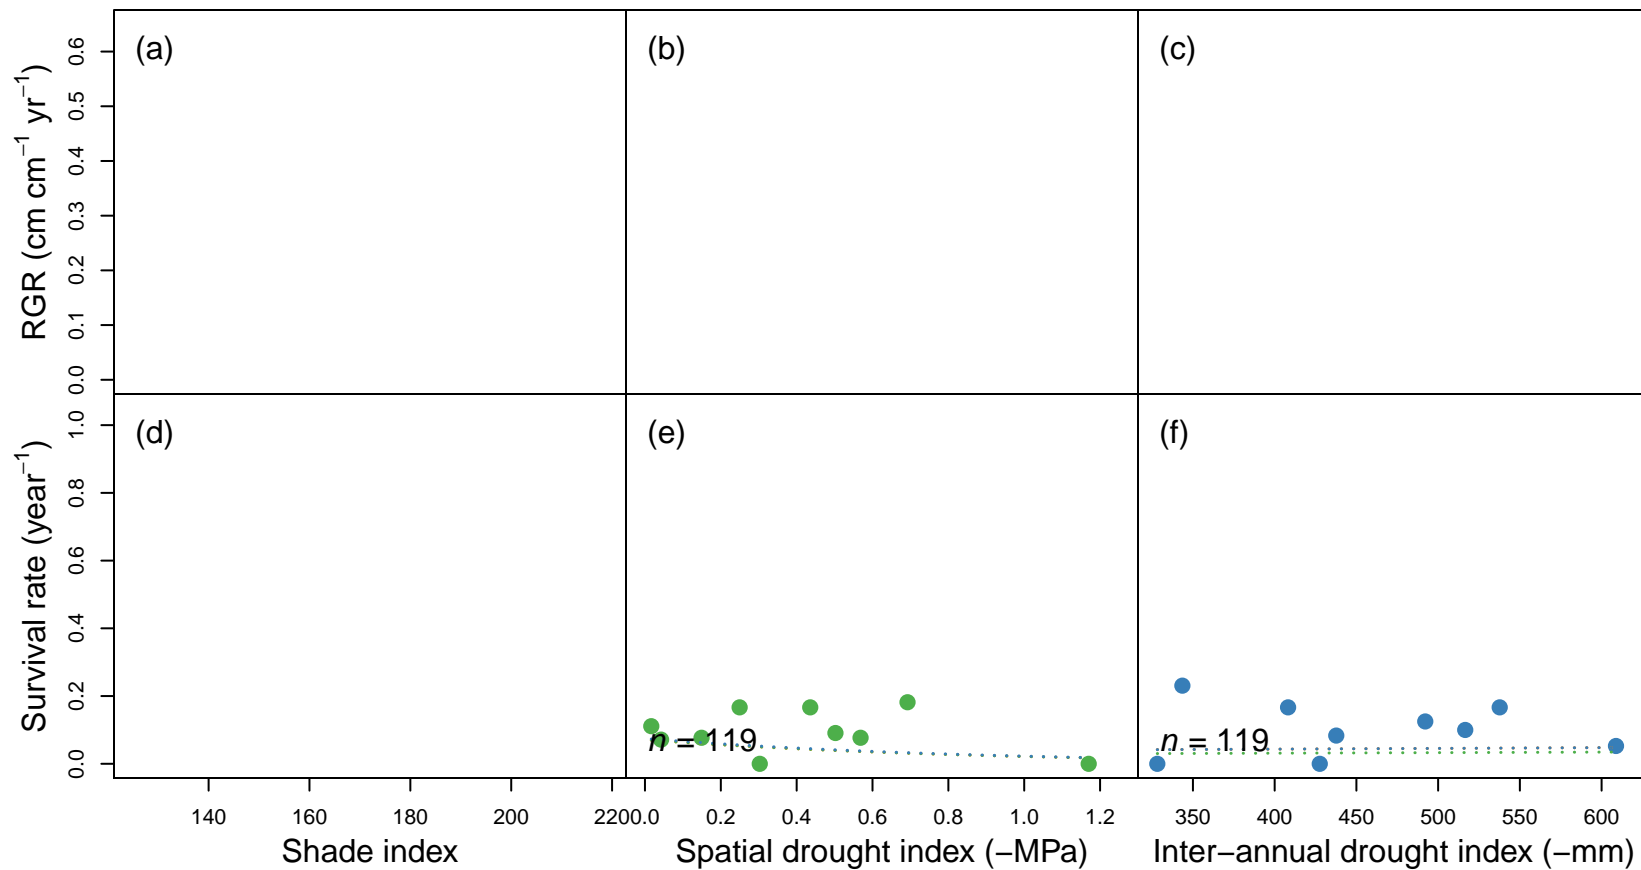 (a)
(b)
(c)
RGR (cm cm⁻¹ yr⁻¹)
0.6
0.5
0.4
0.3
0.2
0.1
0.0
(d)
(e)
(f)
Survival rate (year⁻¹)
1.0
0.8
0.6
0.4
0.2
0.0
n = 119
n = 119
140 160 180 200 220
0.0 0.2 0.4 0.6 0.8 1.0 1.2
350 400 450 500 550 600
Shade index
Spatial drought index (−MPa)
Inter−annual drought index (−mm)